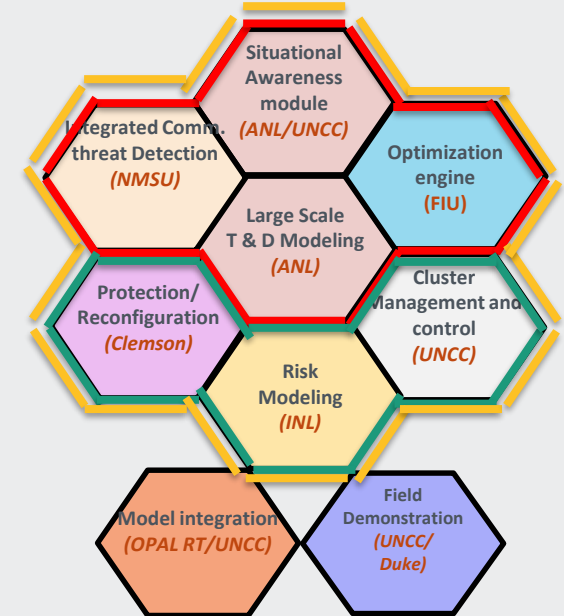 Situational
Awareness
module
(ANL/UNCC)
Integrated Comm.
threat Detection
(NMSU)
Optimization
engine
(FIU)
Large Scale
T & D Modeling
(ANL)
Protection/
Reconfiguration
(Clemson)
Cluster
Management and
control
(UNCC)
Risk
Modeling
(INL)
Model integration
(OPAL RT/UNCC)
Field
Demonstration
(UNCC/
Duke)